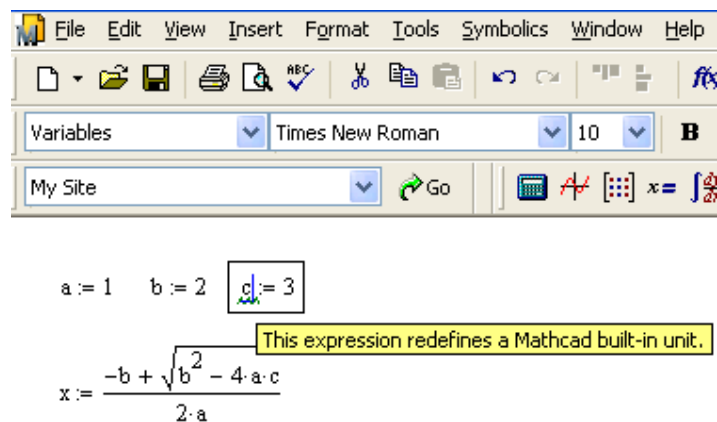 File Edit View Insert Format Tools Symbolics Window Help
ABC
Variables Times New Roman 10 B
My Site Go x=
a := 1 b := 2 c := 3
This expression redefines a Mathcad built-in unit.
x := (-b + √(b² - 4·a·c))/(2·a)